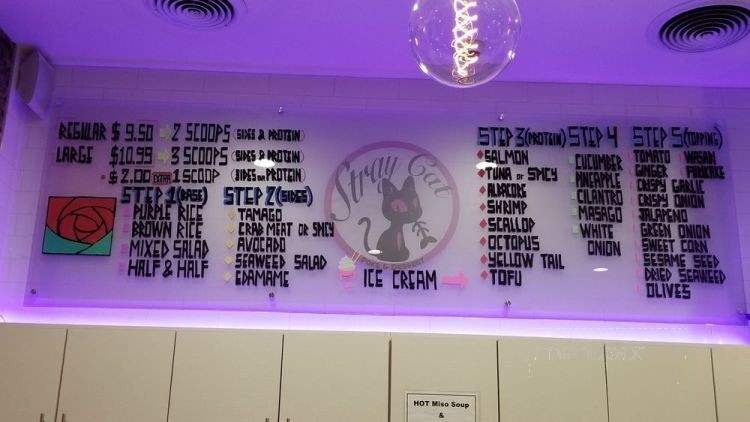 REGULAR $ 9.50 2 SCOOPS (SIDES & PROTEIN)
LARGE $10.99 3 SCOOPS (SIDES OR PROTEIN)
$ 2.00 EXTRA 1 SCOOP (SIDES OR PROTEIN)
STEP 1 (BASE)
PURPLE RICE
BROWN RICE
MIXED SALAD
HALF & HALF
STEP 2 (SIDES)
TAMAGO
CRAB MEAT OR SPICY
AVOCADO
SEAWEED SALAD
EDAMAME
Stray Cat
POKE & DESSERT
ICE CREAM
STEP 3 (PROTEIN)
SALMON
TUNA OR SPICY
ALBACORE
SHRIMP
SCALLOP
OCTOPUS
YELLOW TAIL
TOFU
STEP 4
CUCUMBER
PINEAPPLE
CILANTRO
MASAGO
WHITE
ONION
STEP 5 (TOPPING)
TOMATO WASABI
GINGER FURIKAKE
CRISPY GARLIC
CRISPY ONION
JALAPENO
GREEN ONION
SWEET CORN
SESAME SEED
DRIED SEAWEED
OLIVES
HOT Miso Soup
&